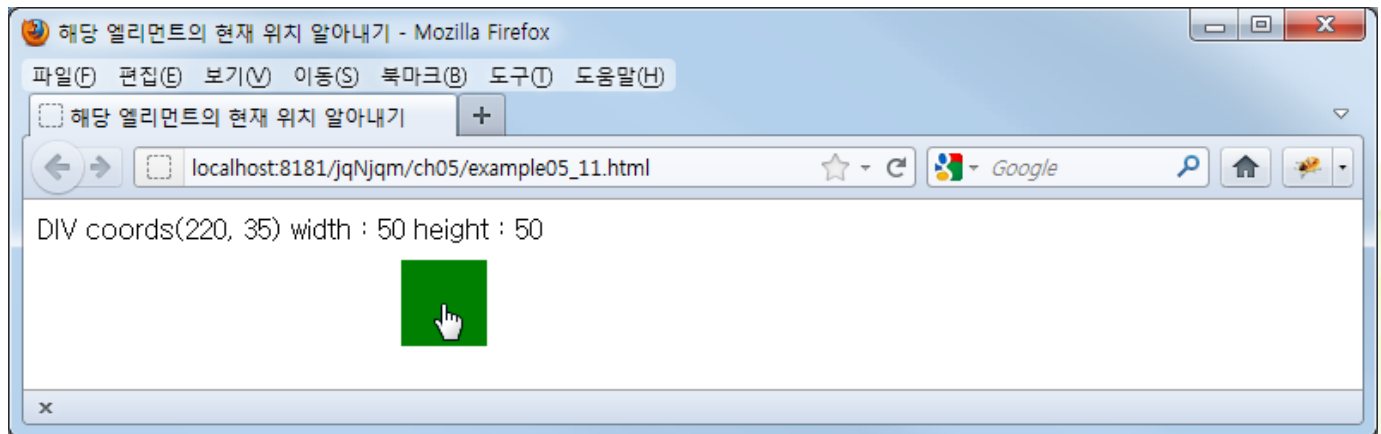 해당 엘리먼트의 현재 위치 알아내기 - Mozilla Firefox
파일(F) 편집(E) 보기(V) 이동(S) 북마크(B) 도구(T) 도움말(H)
해당 엘리먼트의 현재 위치 알아내기
localhost:8181/jqNjqm/ch05/example05_11.html Google
DIV coords(220, 35) width : 50 height : 50